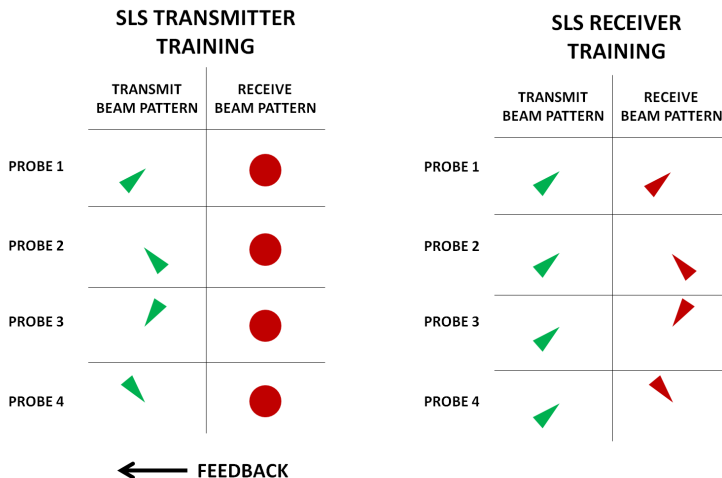 SLS TRANSMITTER
TRAINING
TRANSMIT
BEAM PATTERN
RECEIVE
BEAM PATTERN
PROBE 1
PROBE 2
PROBE 3
PROBE 4
FEEDBACK
SLS RECEIVER
TRAINING
TRANSMIT
BEAM PATTERN
RECEIVE
BEAM PATTERN
PROBE 1
PROBE 2
PROBE 3
PROBE 4